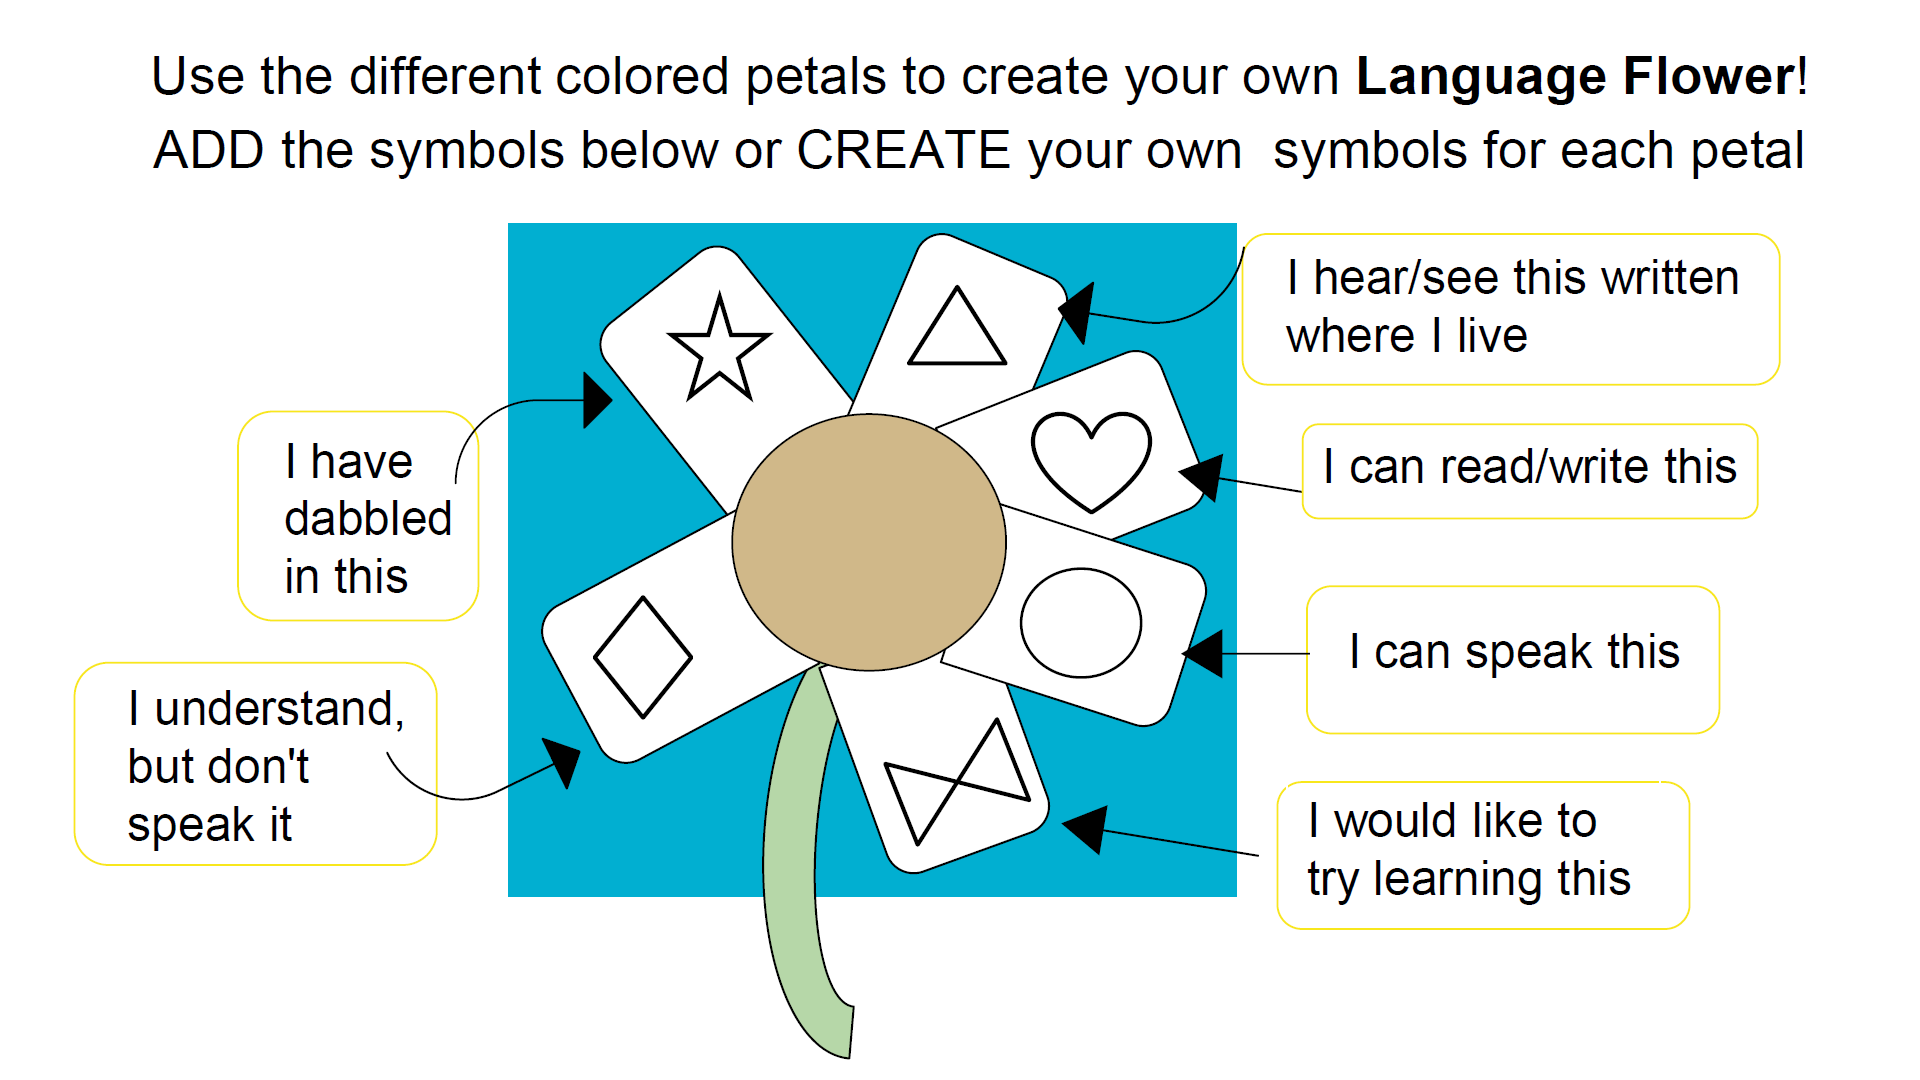 Use the different colored petals to create your own Language Flower!
ADD the symbols below or CREATE your own symbols for each petal
I hear/see this written
where I live
I can read/write this
I have
dabbled
in this
I can speak this
I understand,
but don't
speak it
I would like to
try learning this